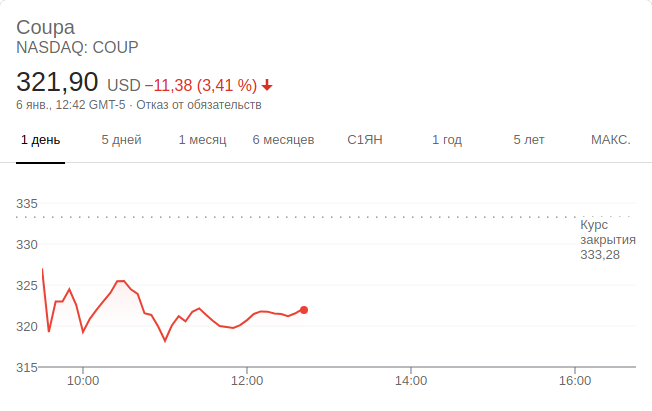 Coupa
NASDAQ: COUP
321,90 USD −11,38 (3,41 %)
6 янв., 12:42 GMT-5 · Отказ от обязательств
1 день 5 дней 1 месяц 6 месяцев С1ЯН 1 год 5 лет МАКС.
335
Курс
закрытия
333,28
330
325
320
315
10:00 12:00 14:00 16:00